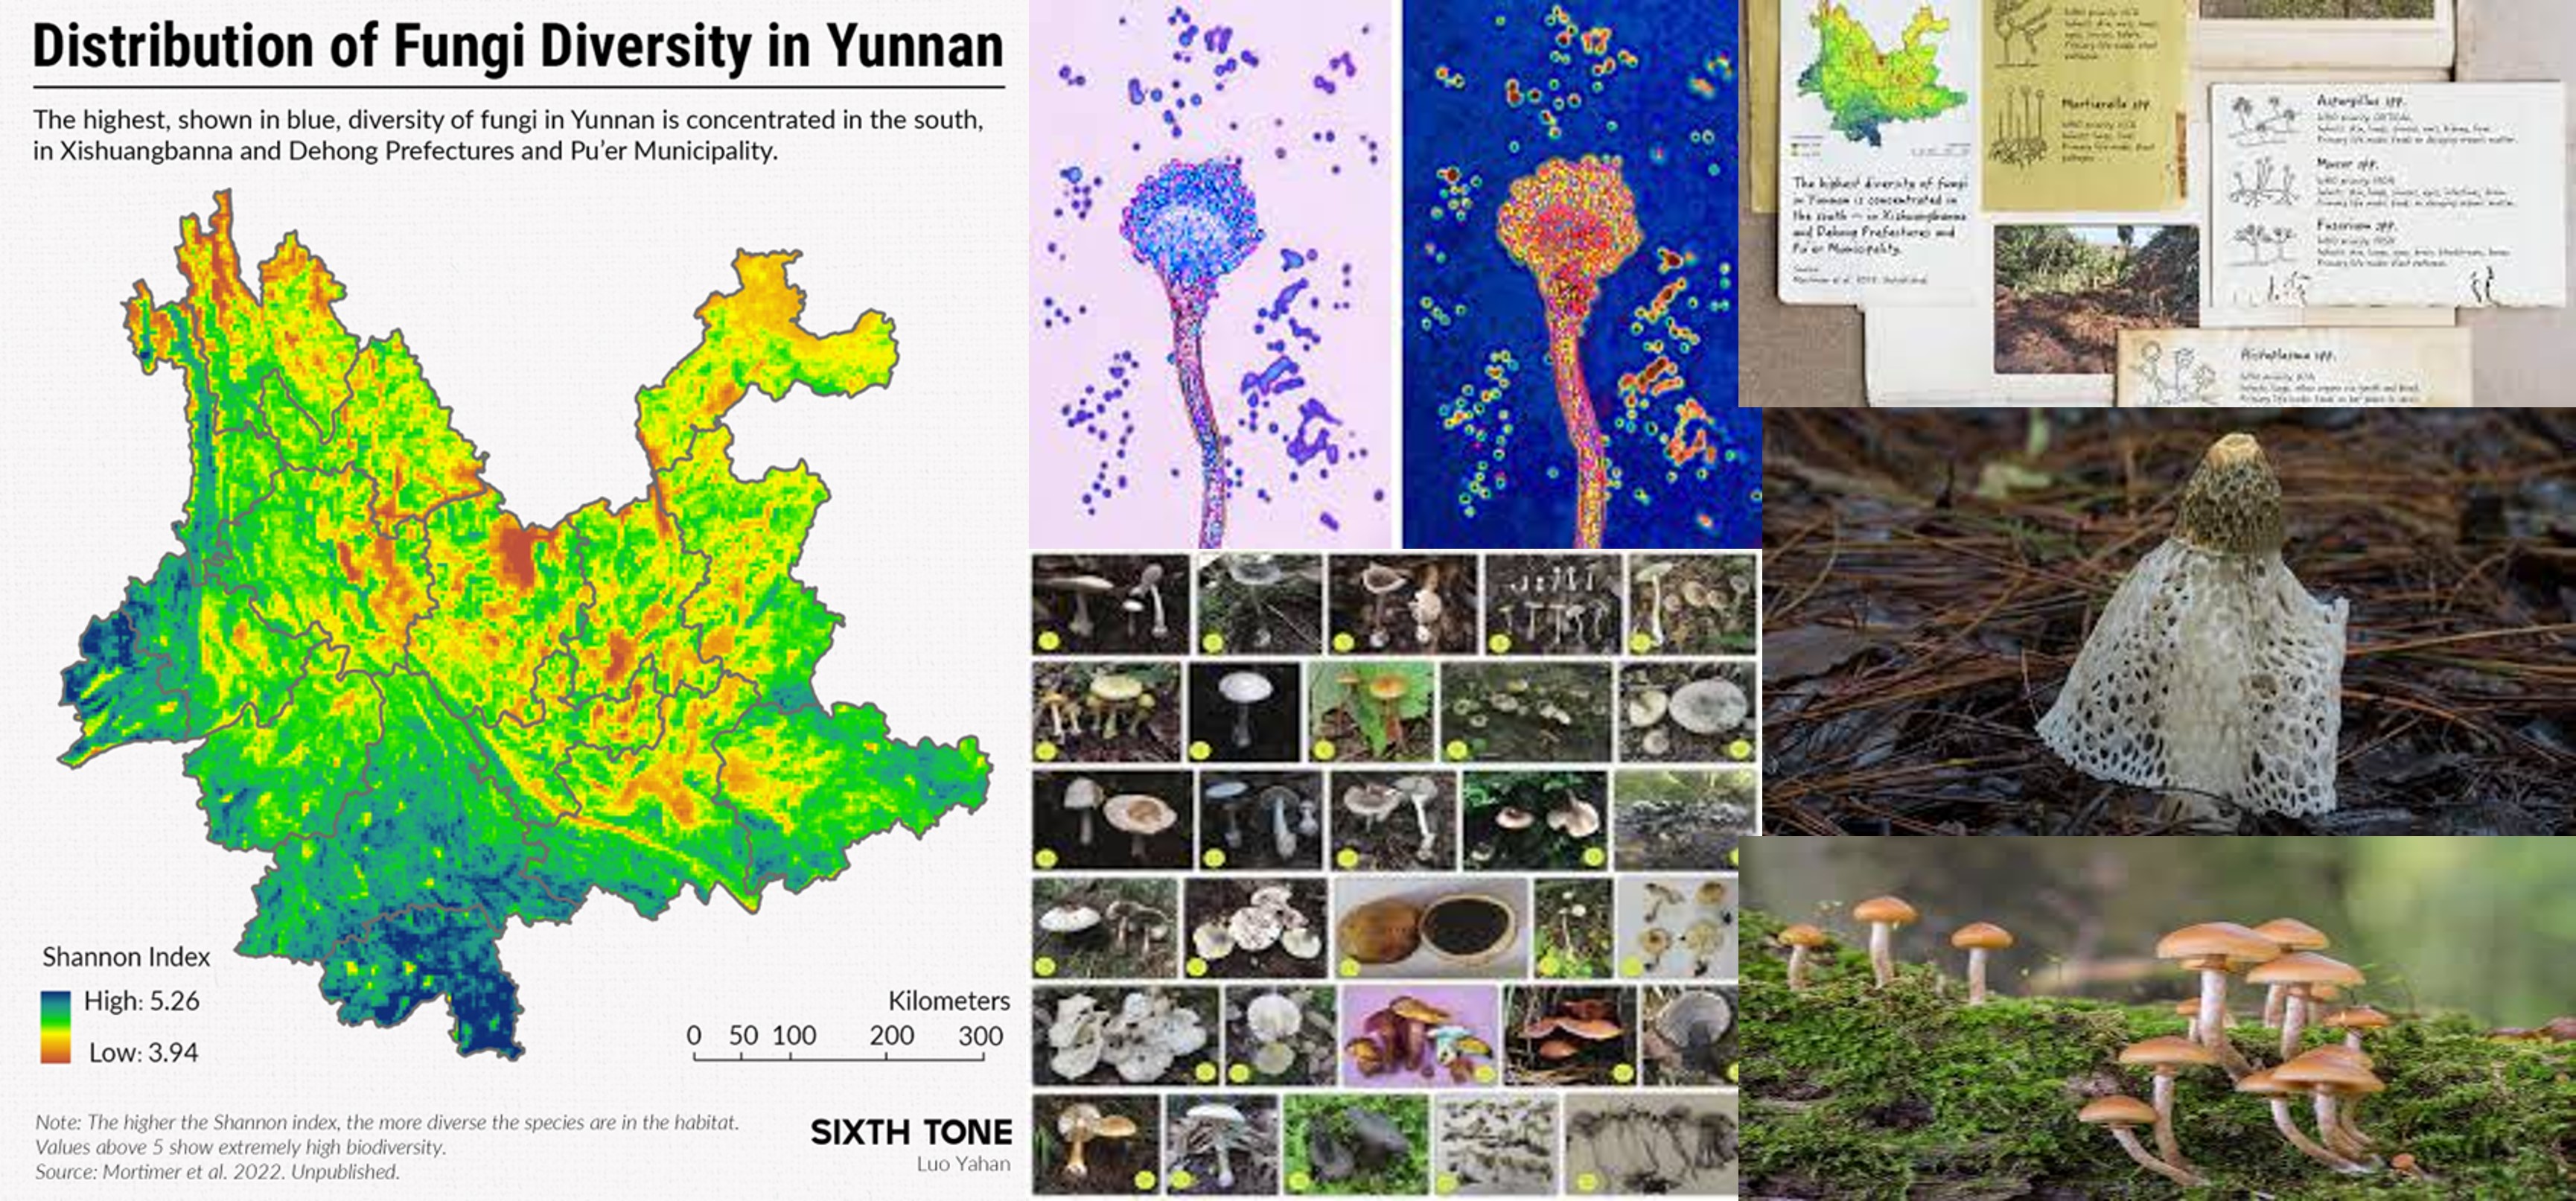 Distribution of Fungi Diversity in Yunnan
The highest, shown in blue, diversity of fungi in Yunnan is concentrated in the south,
in Xishuangbanna and Dehong Prefectures and Pu’er Municipality.
Shannon Index
High: 5.26
Low: 3.94
Kilometers
0 50 100 200 300
Note: The higher the Shannon index, the more diverse the species are in the habitat.
Values above 5 show extremely high biodiversity.
Source: Mortimer et al. 2022. Unpublished.
SIXTH TONE
Luo Yahan
The highest diversity of fungi
in Yunnan is concentrated in
the south — in Xishuangbanna
and Dehong Prefectures and
Pu'er Municipality.
Mortierella spp.
Aspergillus spp.
Mucor spp.
Fusarium spp.
Histoplasma spp.